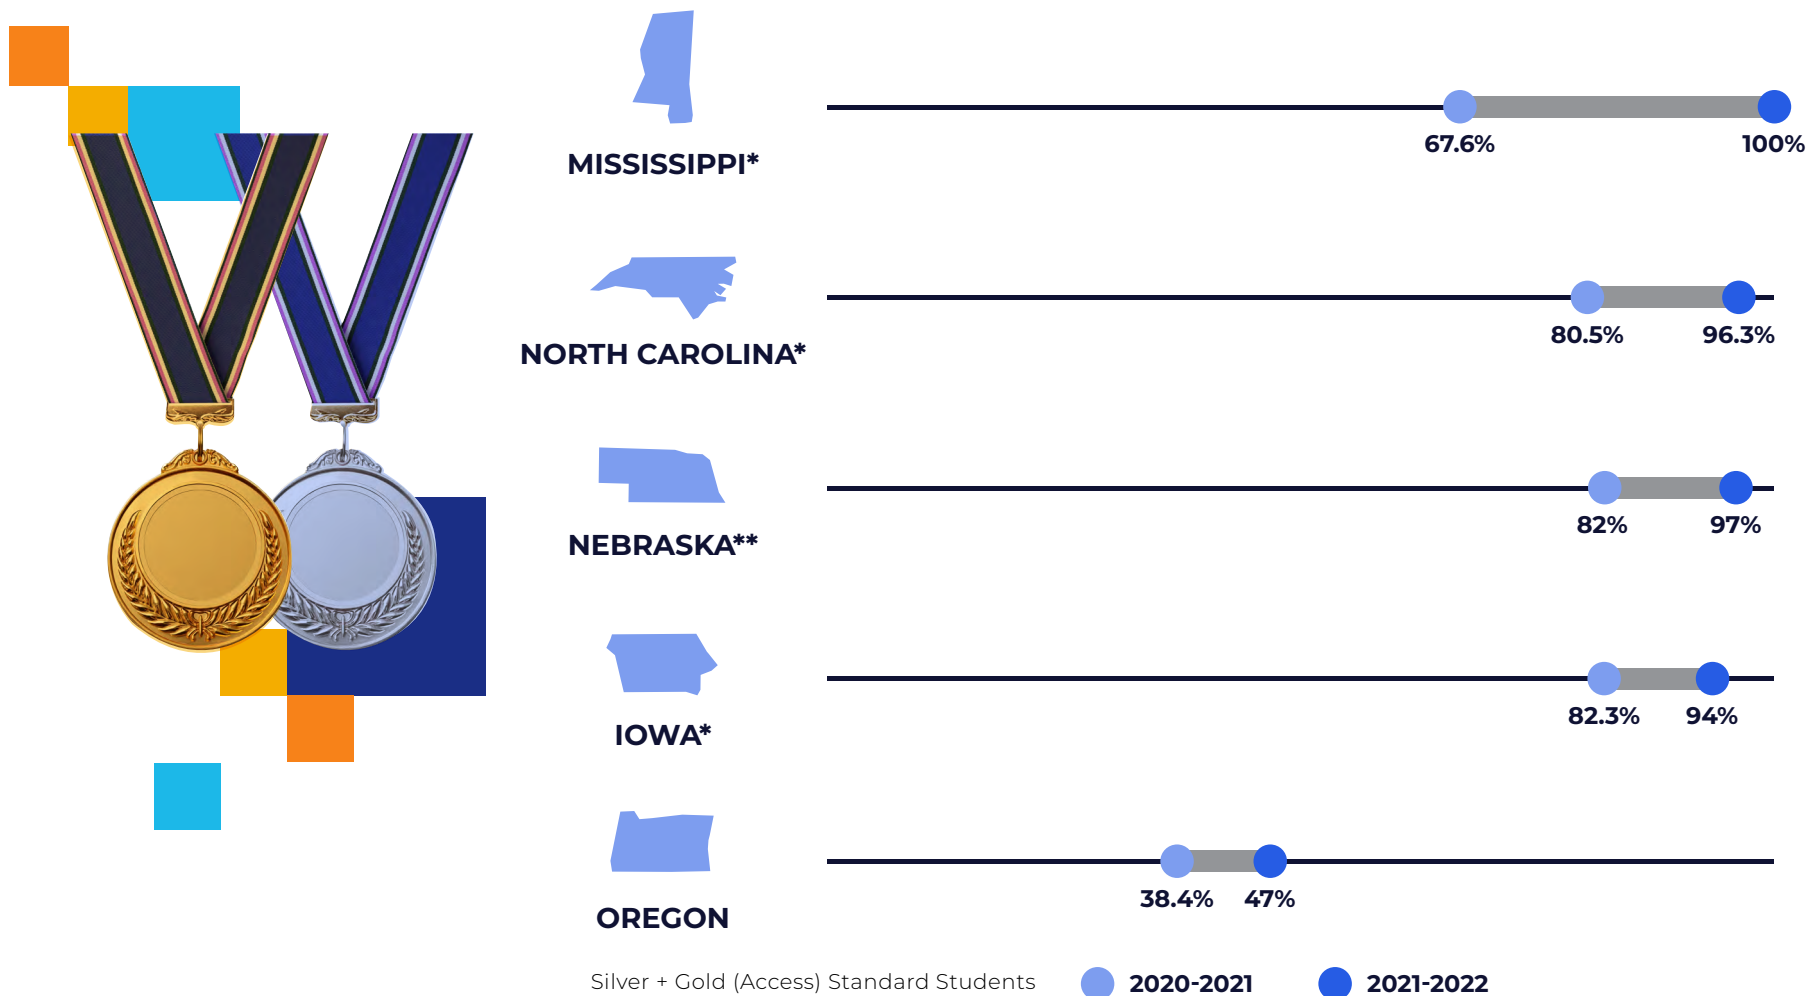 MISSISSIPPI*
67.6%
100%
NORTH CAROLINA*
80.5%
96.3%
NEBRASKA**
82%
97%
IOWA*
82.3%
94%
OREGON
38.4%
47%
Silver + Gold (Access) Standard Students
2020-2021
2021-2022